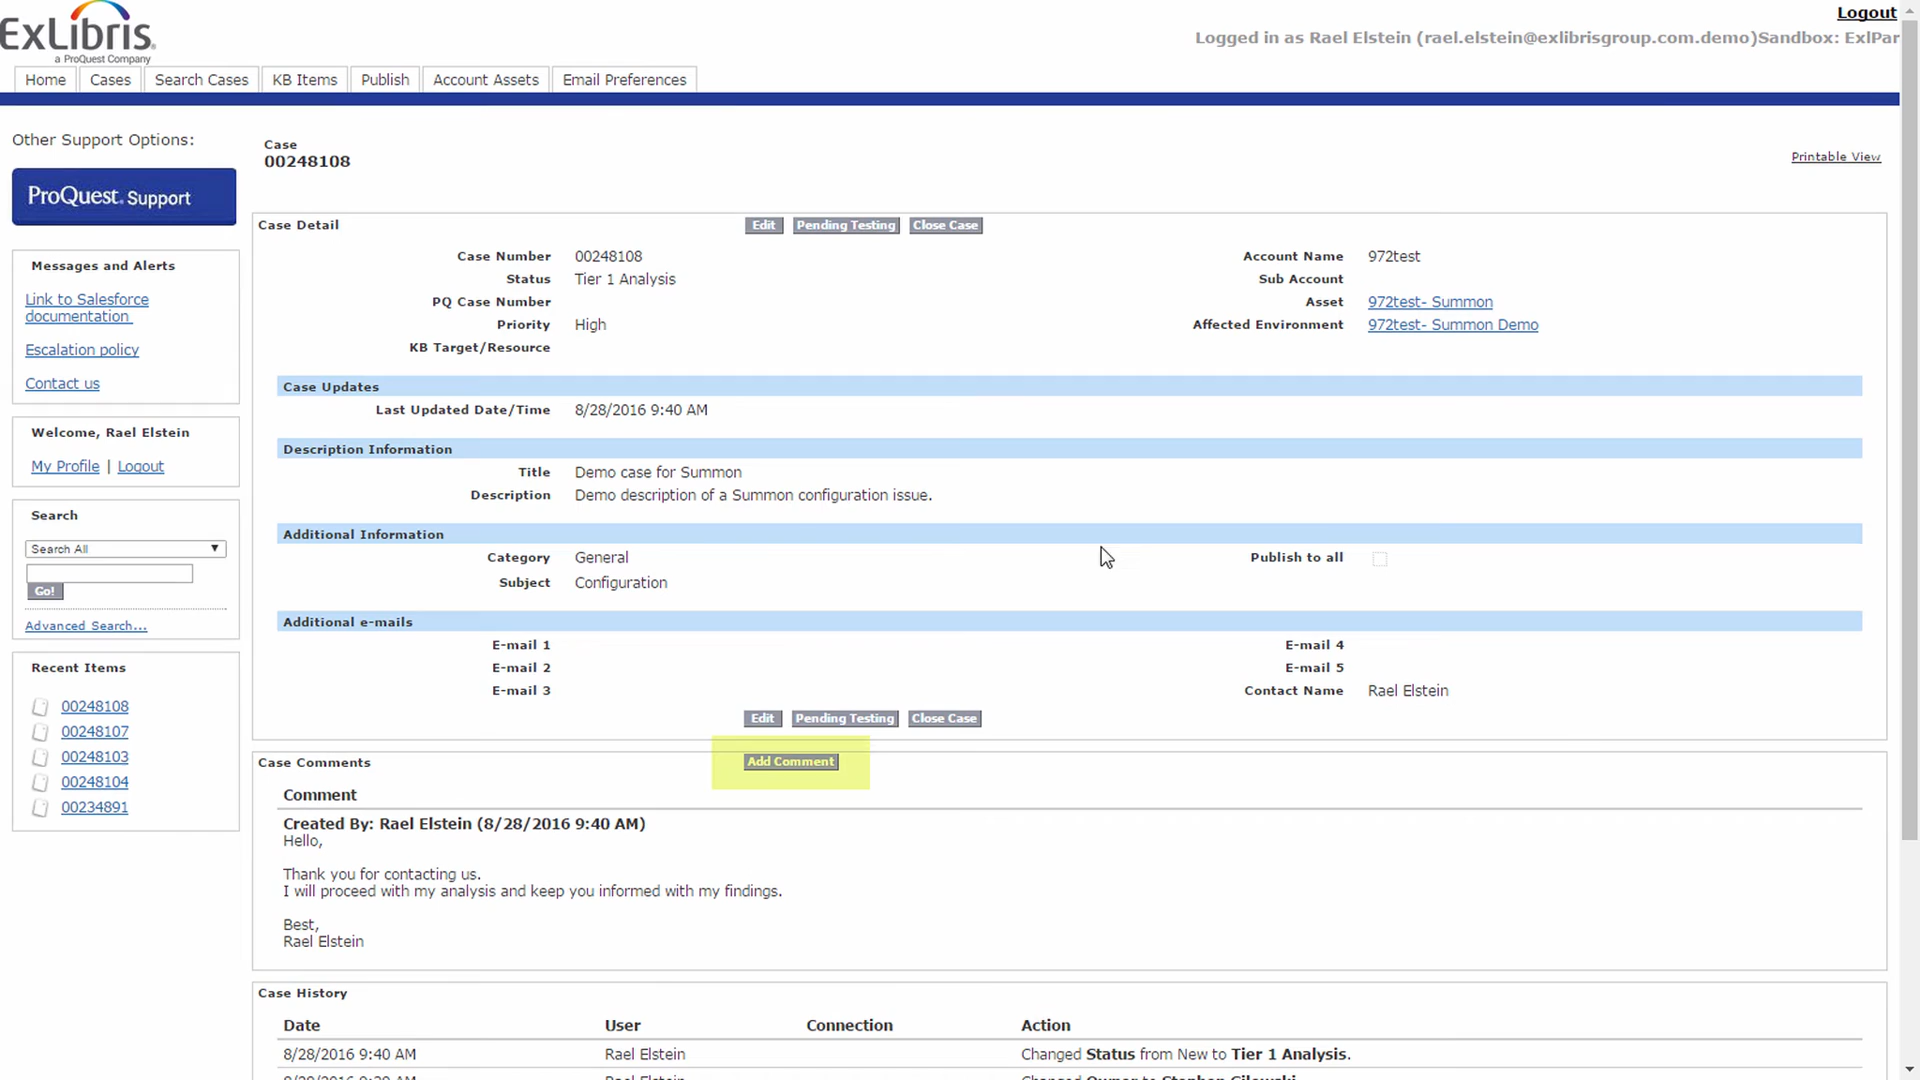 ExLibris
a ProQuest Company
Logout
Logged in as Rael Elstein (rael.elstein@exlibrisgroup.com.demo)Sandbox: ExlPar
Home Cases Search Cases KB Items Publish Account Assets Email Preferences
Other Support Options:
ProQuest Support
Messages and Alerts
Link to Salesforce
documentation
Escalation policy
Contact us
Welcome, Rael Elstein
My Profile | Logout
Search
Search All
Go!
Advanced Search...
Recent Items
00248108
00248107
00248103
00248104
00234891
Case
00248108
Printable View
Case Detail Edit Pending Testing Close Case
Case Number 00248108 Account Name 972test
Status Tier 1 Analysis Sub Account
PQ Case Number Asset 972test- Summon
Priority High Affected Environment 972test- Summon Demo
KB Target/Resource
Case Updates
Last Updated Date/Time 8/28/2016 9:40 AM
Description Information
Title Demo case for Summon
Description Demo description of a Summon configuration issue.
Additional Information
Category General Publish to all
Subject Configuration
Additional e-mails
E-mail 1 E-mail 4
E-mail 2 E-mail 5
E-mail 3 Contact Name Rael Elstein
Edit Pending Testing Close Case
Case Comments Add Comment
Comment
Created By: Rael Elstein (8/28/2016 9:40 AM)
Hello,
Thank you for contacting us.
I will proceed with my analysis and keep you informed with my findings.
Best,
Rael Elstein
Case History
Date User Connection Action
8/28/2016 9:40 AM Rael Elstein Changed Status from New to Tier 1 Analysis.
Rael Elstein Changed Owner to Stephen